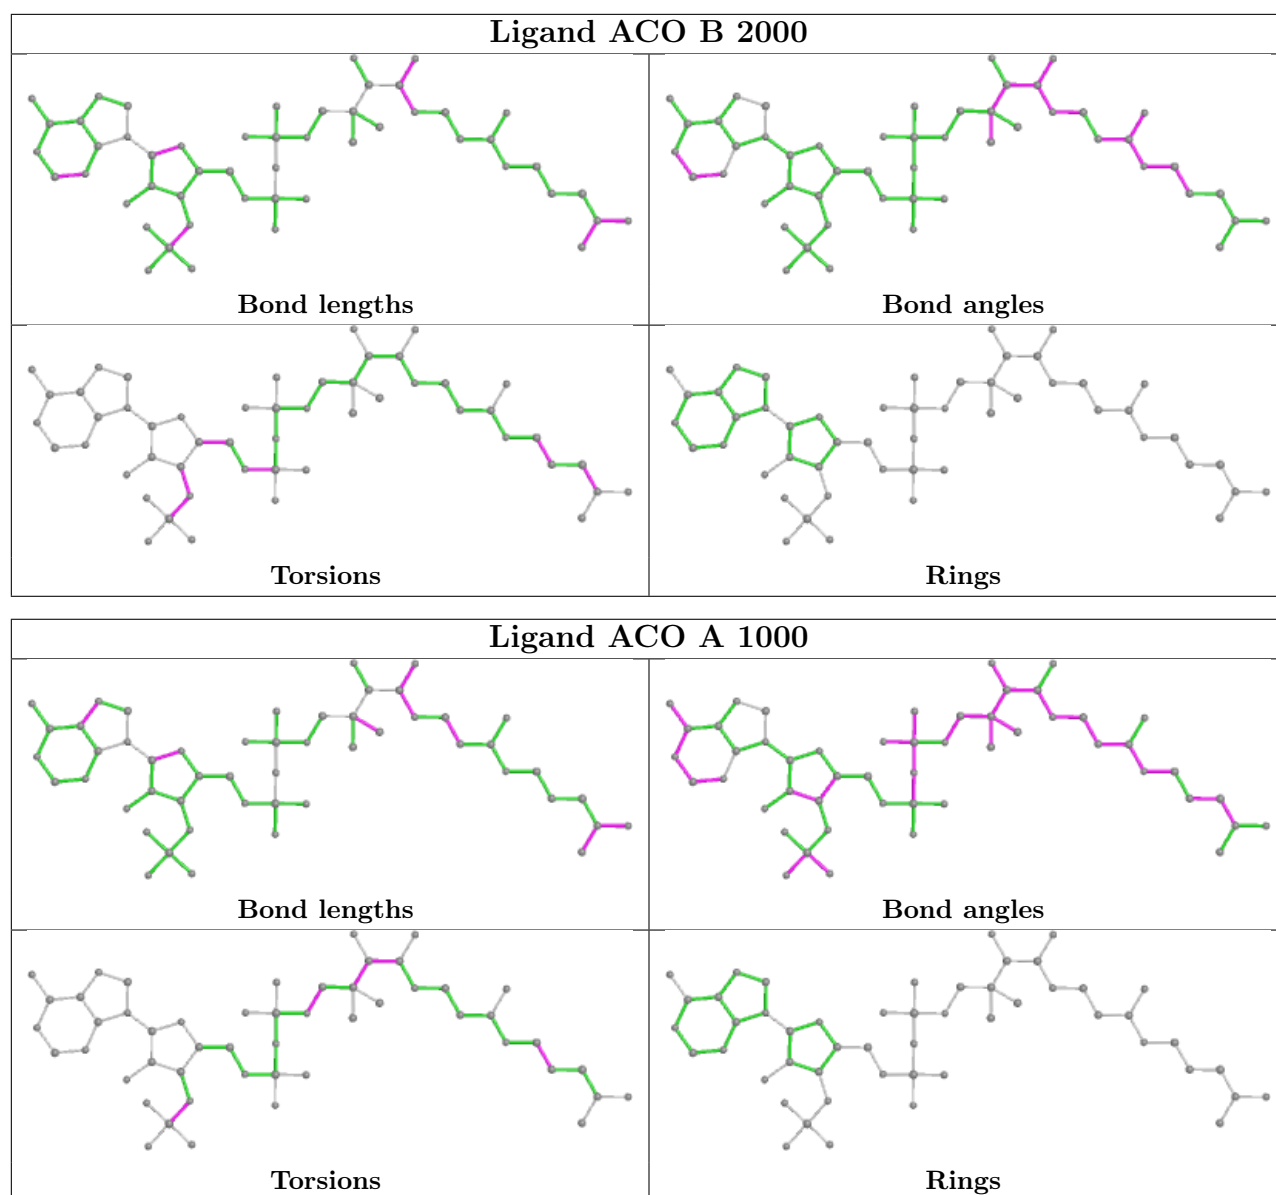 Ligand ACO B 2000
Bond lengths
Bond angles
Torsions
Rings
Ligand ACO A 1000
Bond lengths
Bond angles
Torsions
Rings